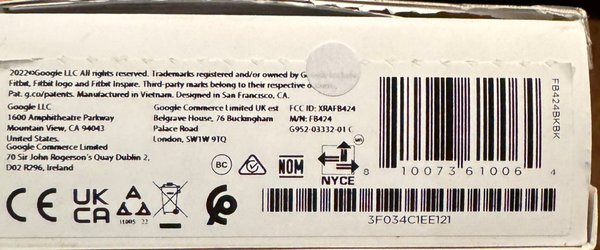 2022©Google LLC All rights reserved. Trademarks registered and/or owned by
Fitbit, Fitbit logo and Fitbit Inspire. Third-party marks belong to their respective
Pat. g.co/patents. Manufactured in Vietnam. Designed in San Francisco, CA.
Google LLC
1600 Amphitheatre Parkway
Mountain View, CA 94043
United States.
Google Commerce Limited
70 Sir John Rogerson's Quay Dublin 2,
D02 R296, Ireland
Google Commerce Limited UK est
Belgrave House, 76 Buckingham
Palace Road
London, SW1W 9TQ
FCC ID: XRAFB424
M/N: FB424
G952-03332-01 C
BC
NOM
NYCE
8 10073 61006 4
FB424BKBK
CE
UK
CA
3F034C1EE121